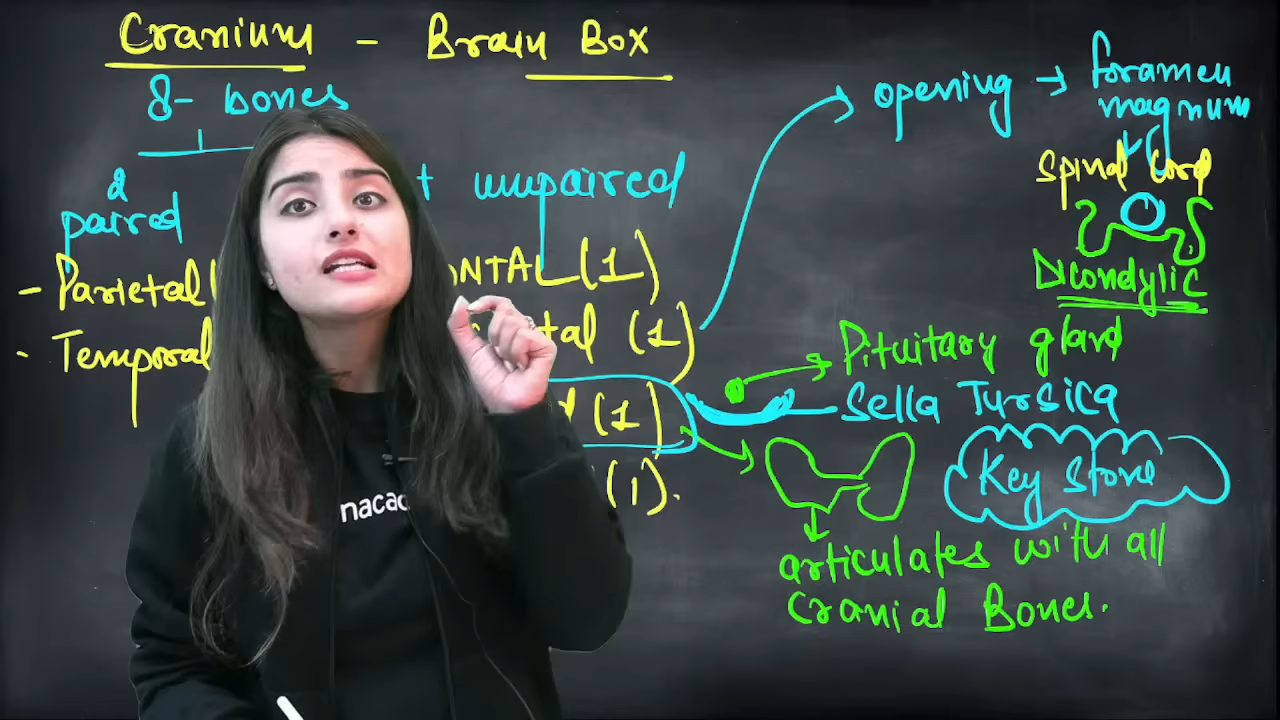 Cranium - Brain Box
8- bones
2 paired
+ unpaired
- Parietal
- Temporal
ONTAL (1)
tal (1)
(1)
(1).
opening → foramen magnum
Spinal Cord
Dicondylic
Pituitary gland
Sella Tursica
Key stone
articulates with all
Cranial Bones.
nacac